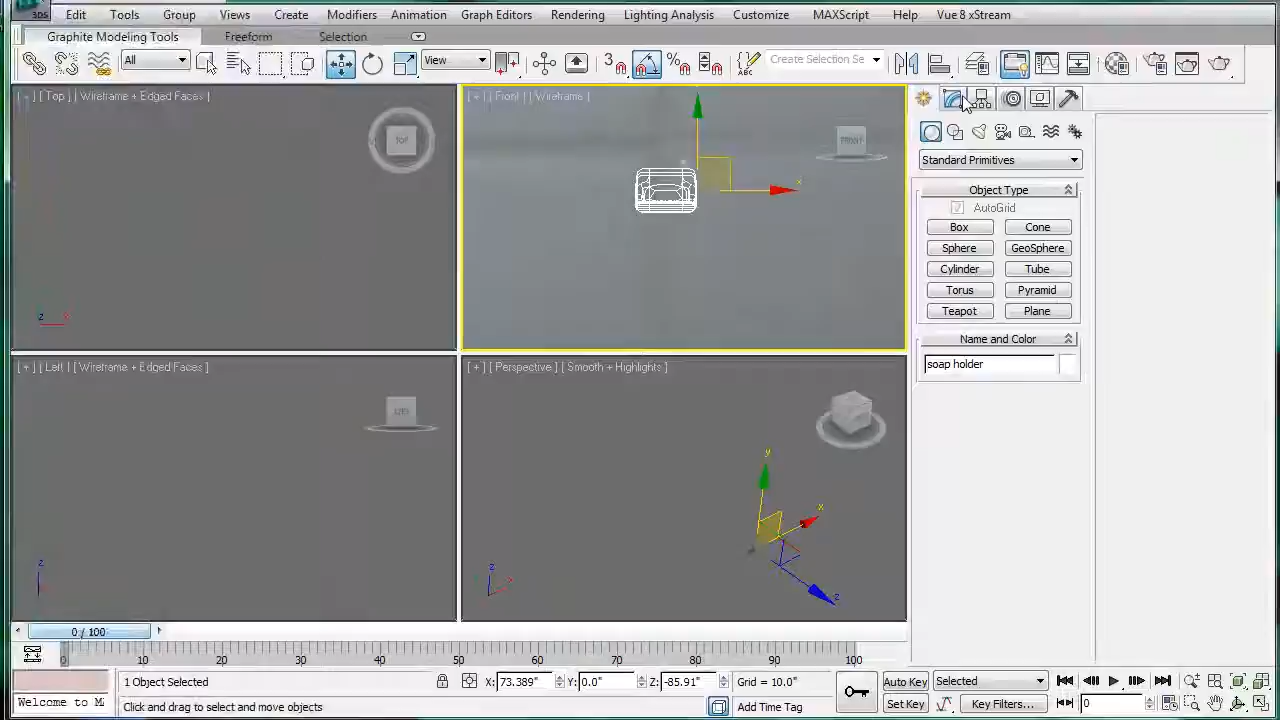 3DS Edit Tools Group Views Create Modifiers Animation Graph Editors Rendering Lighting Analysis Customize MAXScript Help Vue 8 xStream
Graphite Modeling Tools Freeform Selection
All View 3 Create Selection Se
[ - ] [ Top ] [ Wireframe + Edged Faces ]
TOP
[ + ] [ Front ] [ Wireframe ]
FRONT
x
z x
Standard Primitives
Object Type
AutoGrid
Box Cone
Sphere GeoSphere
Cylinder Tube
Torus Pyramid
Teapot Plane
Name and Color
soap holder
[ + ] [ Left ] [ Wireframe + Edged Faces ]
LEFT
z
[ + ] [ Perspective ] [ Smooth + Highlights ]
y
x
z
z
0 / 100
0 10 20 30 40 50 60 70 80 90 100
1 Object Selected X: 73.389" Y: 0.0" Z: -85.91" Grid = 10.0" Auto Key Selected
Welcome to M Click and drag to select and move objects Add Time Tag Set Key Key Filters... 0